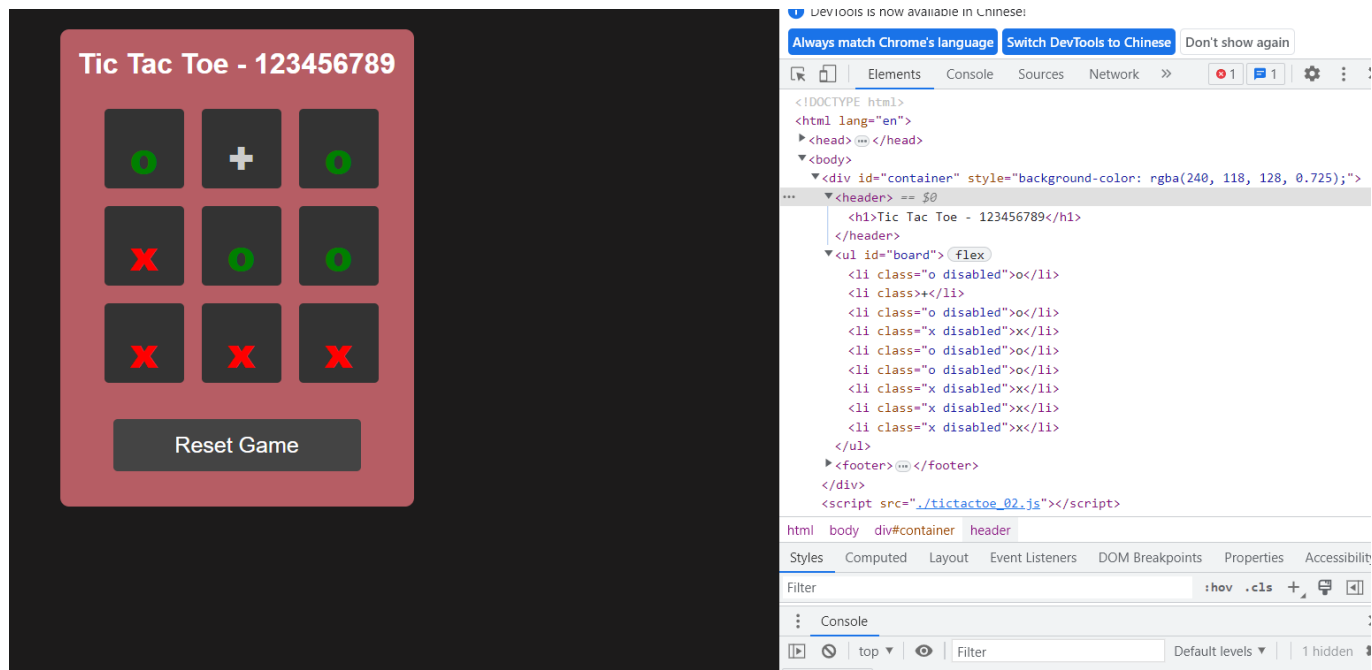 Tic Tac Toe - 123456789
o + o
x o o
x x x
Reset Game
DevTools is now available in Chinese!
Always match Chrome's language Switch DevTools to Chinese Don't show again
Elements Console Sources Network » 1 1
<!DOCTYPE html>
<html lang="en">
<head> … </head>
<body>
<div id="container" style="background-color: rgba(240, 118, 128, 0.725);">
… <header> == $0
<h1>Tic Tac Toe - 123456789</h1>
</header>
<ul id="board"> flex
<li class="o disabled">o</li>
<li class>+</li>
<li class="o disabled">o</li>
<li class="x disabled">x</li>
<li class="o disabled">o</li>
<li class="o disabled">o</li>
<li class="x disabled">x</li>
<li class="x disabled">x</li>
<li class="x disabled">x</li>
</ul>
<footer> … </footer>
</div>
<script src="./tictactoe_02.js"></script>
html body div#container header
Styles Computed Layout Event Listeners DOM Breakpoints Properties Accessibility
Filter :hov .cls +
Console
top Filter Default levels 1 hidden